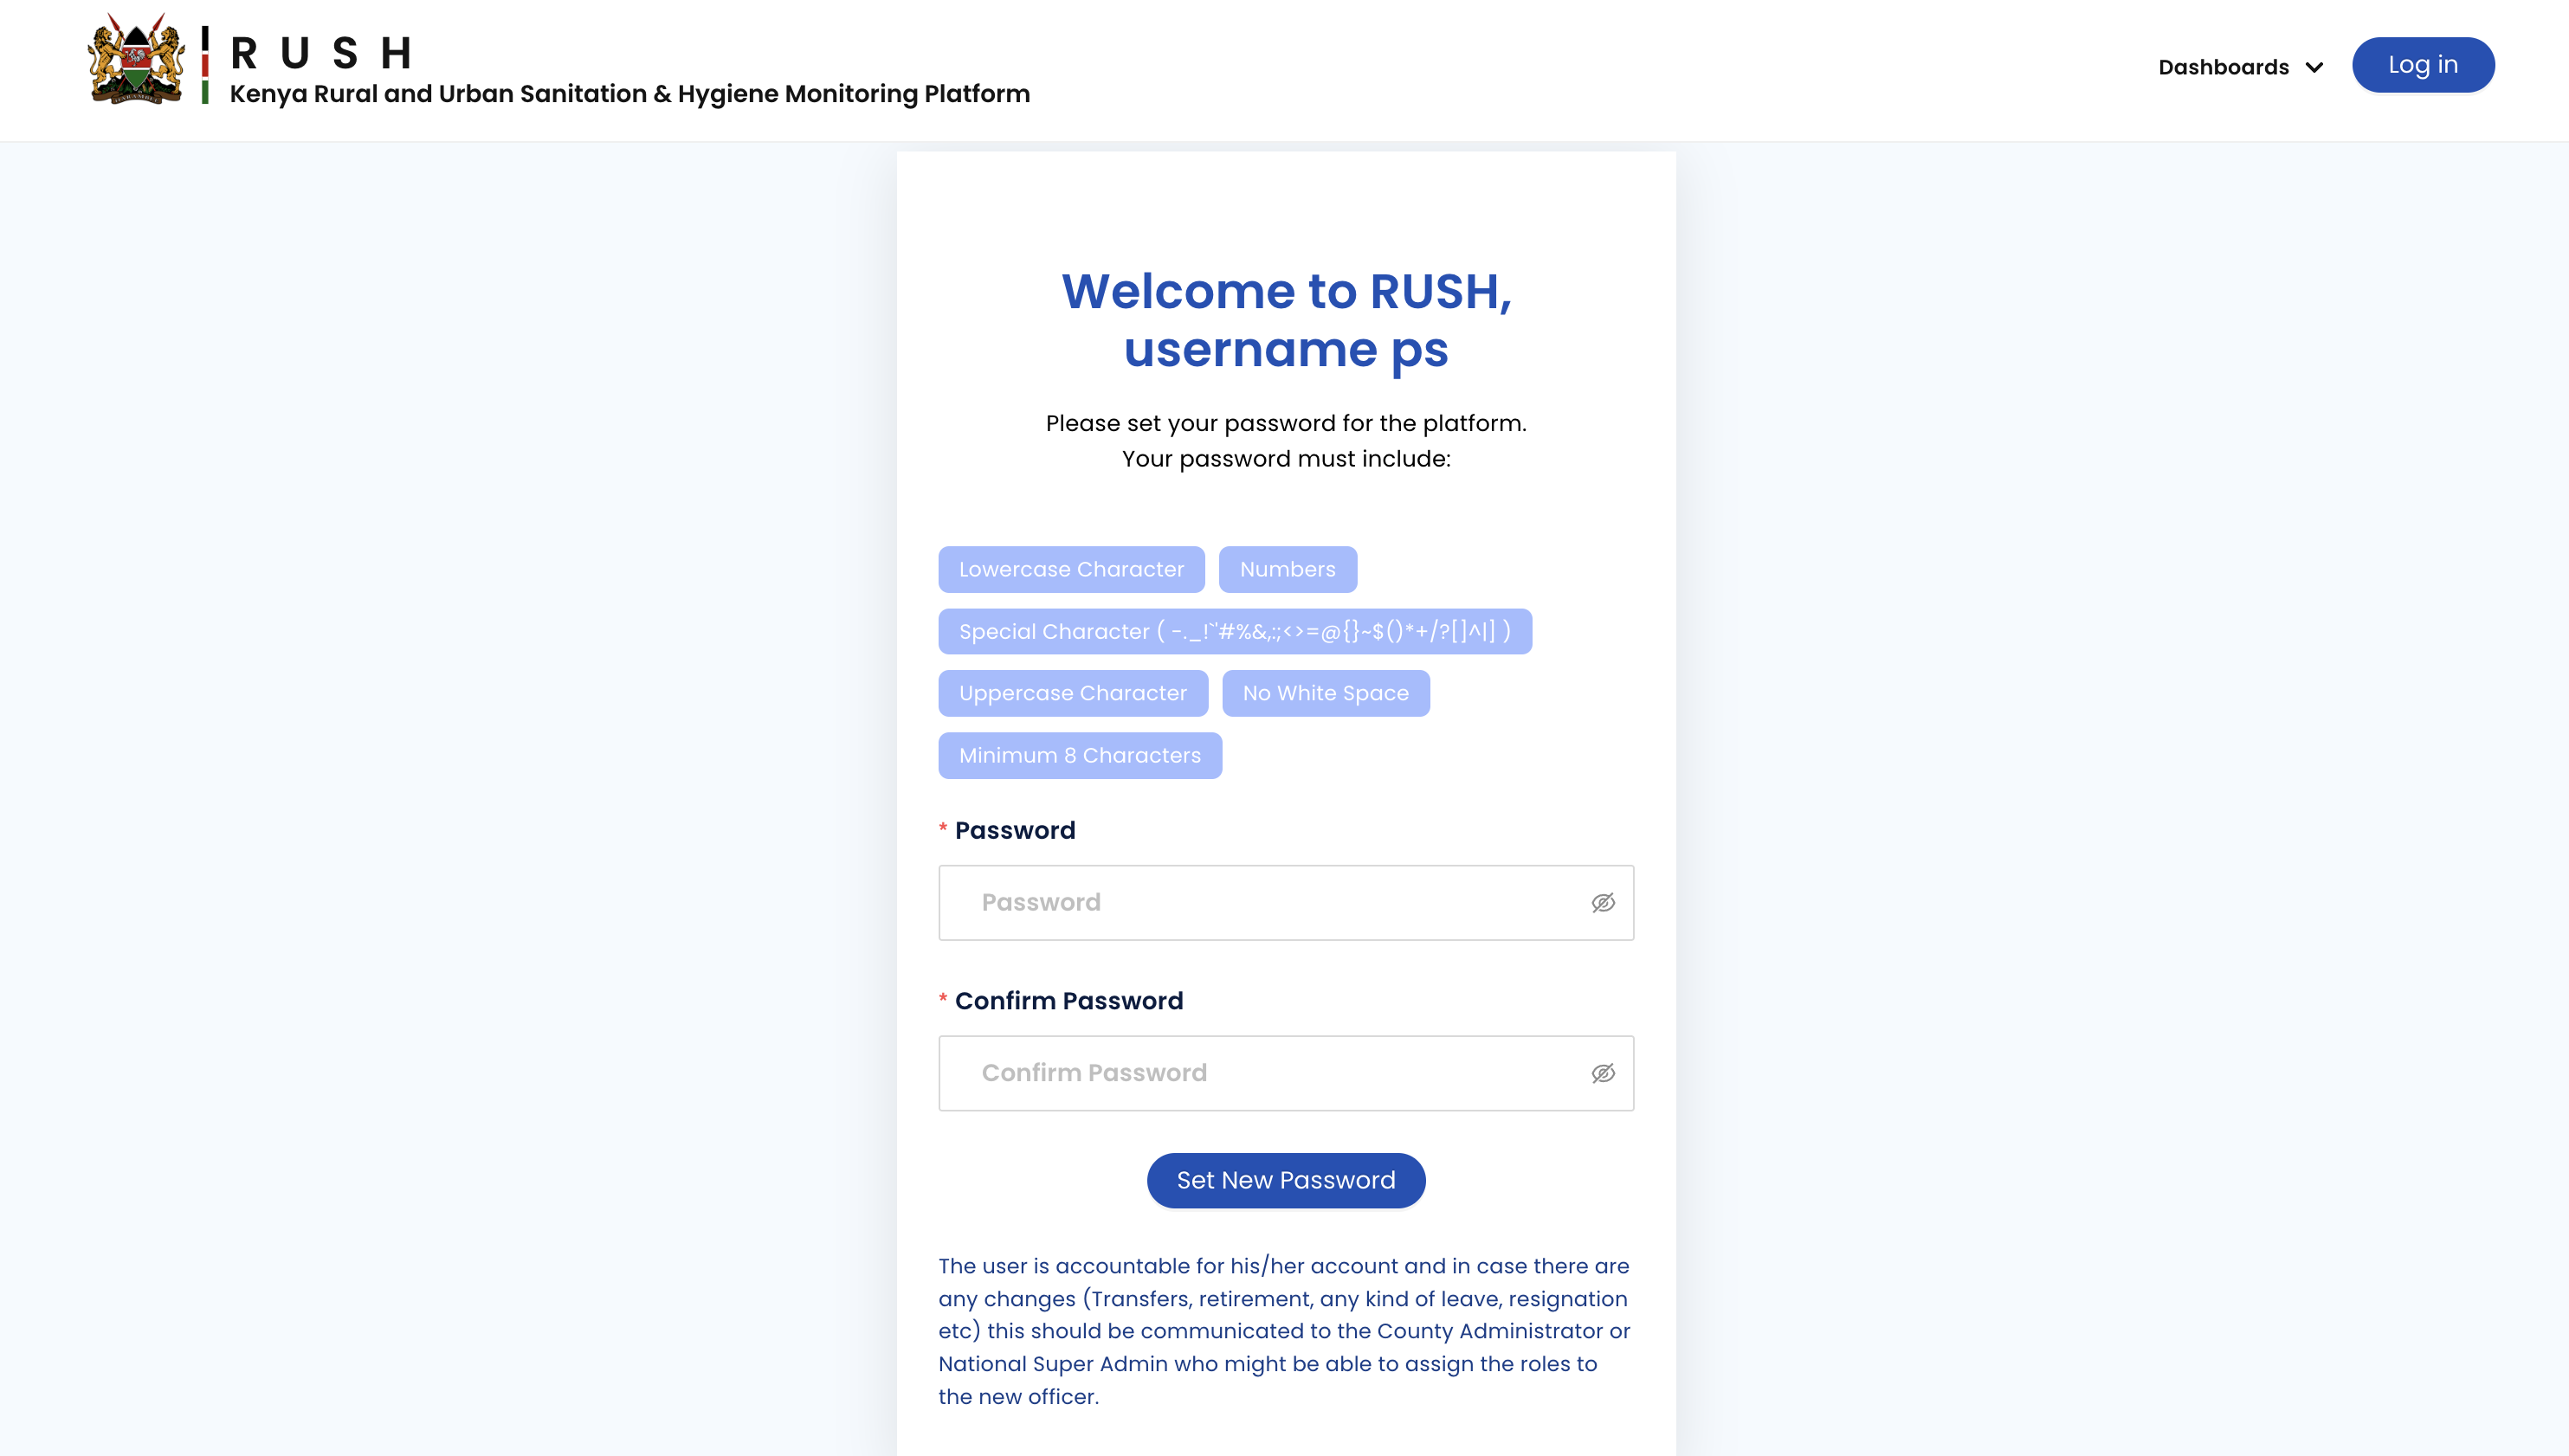 RUSH
Kenya Rural and Urban Sanitation & Hygiene Monitoring Platform
Dashboards
Log in
Welcome to RUSH,
username ps
Please set your password for the platform.
Your password must include:
Lowercase Character
Numbers
Special Character ( -._!`'#%&,:;<>=@{}~$()*+/?[]^|] )
Uppercase Character
No White Space
Minimum 8 Characters
* Password
Password
* Confirm Password
Confirm Password
Set New Password
The user is accountable for his/her account and in case there are
any changes (Transfers, retirement, any kind of leave, resignation
etc) this should be communicated to the County Administrator or
National Super Admin who might be able to assign the roles to
the new officer.